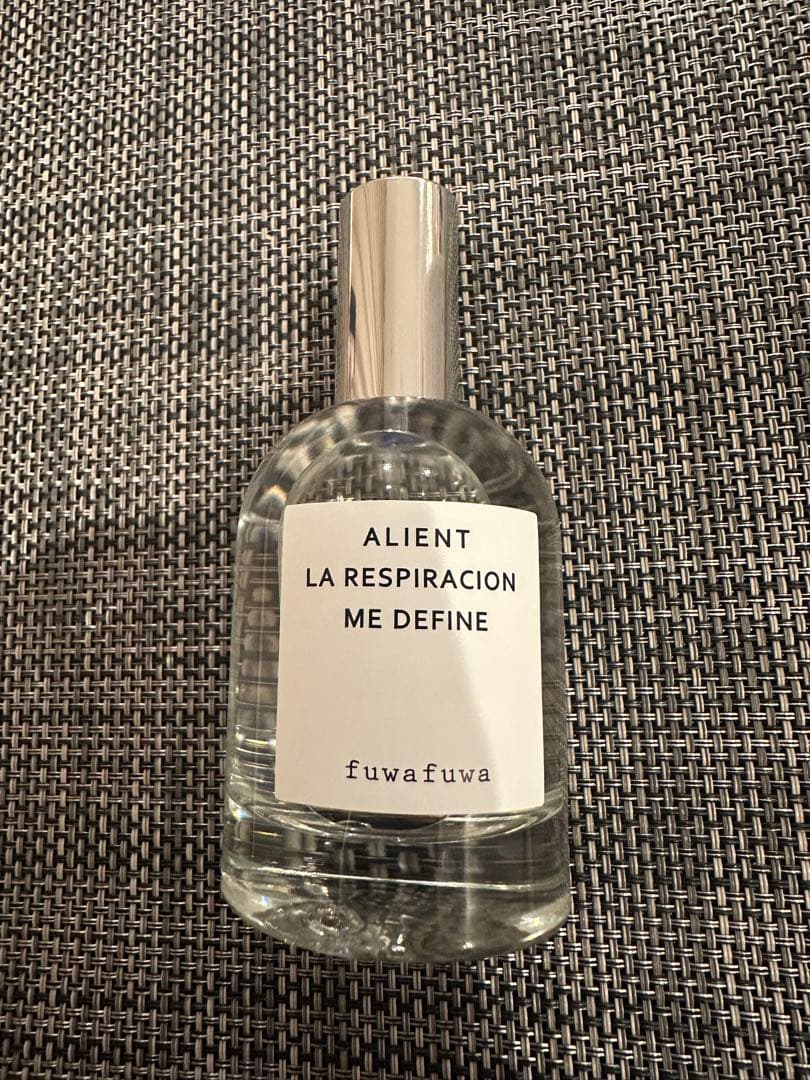 ALIENT
LA RESPIRACION
ME DEFINE
fuwafuwa